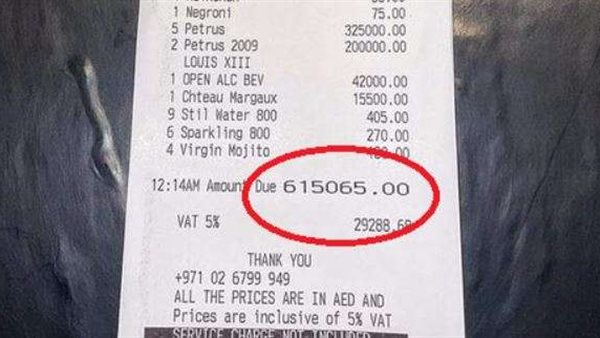 1 Negroni 75.00
5 Petrus 325000.00
2 Petrus 2009 200000.00
LOUIS XIII
1 OPEN ALC BEV 42000.00
1 Chteau Margaux 15500.00
9 Stil Water 800 405.00
6 Sparkling 800 270.00
4 Virgin Mojito
12:14AM Amount Due 615065.00
VAT 5% 29288.6
THANK YOU
+971 02 6799 949
ALL THE PRICES ARE IN AED AND
Prices are inclusive of 5% VAT
SERVICE CHARGE NOT INCLUDED